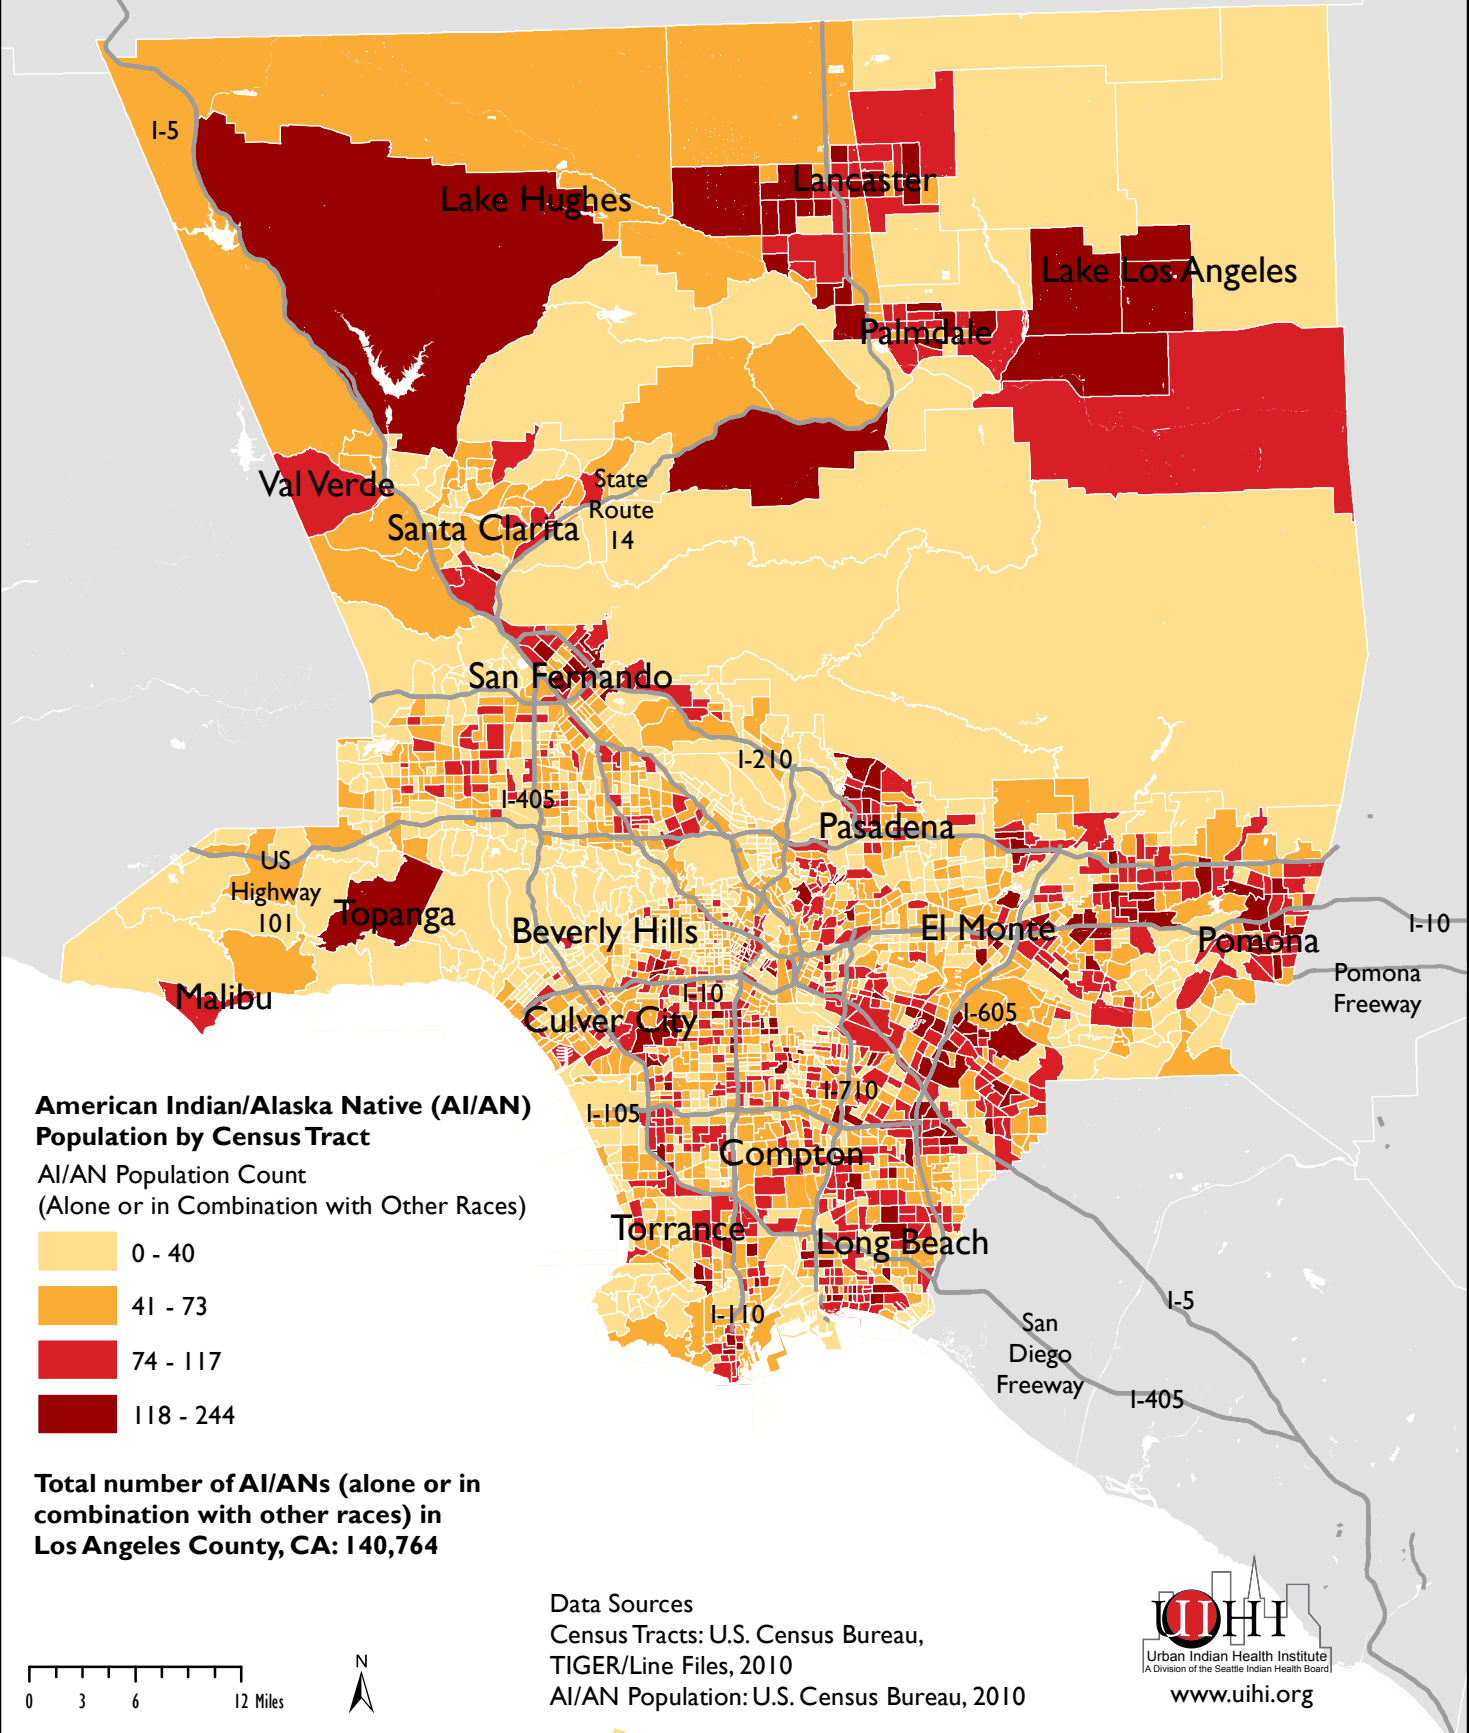 I-5
Lake Hughes
Lancaster
Lake Los Angeles
Palmdale
Val Verde
State
Route
14
Santa Clarita
San Fernando
I-210
I-405
Pasadena
US
Highway
101
Topanga
Beverly Hills
El Monte
Pomona
I-10
Pomona
Freeway
Malibu
I-10
Culver City
I-605
I-710
I-105
Compton
Torrance
Long Beach
I-110
I-5
San
Diego
Freeway
I-405
American Indian/Alaska Native (AI/AN)
Population by Census Tract
AI/AN Population Count
(Alone or in Combination with Other Races)
0 - 40
41 - 73
74 - 117
118 - 244
Total number of AI/ANs (alone or in
combination with other races) in
Los Angeles County, CA: 140,764
Data Sources
Census Tracts: U.S. Census Bureau,
TIGER/Line Files, 2010
AI/AN Population: U.S. Census Bureau, 2010
N
0 3 6 12 Miles
UIHI
Urban Indian Health Institute
A Division of the Seattle Indian Health Board
www.uihi.org